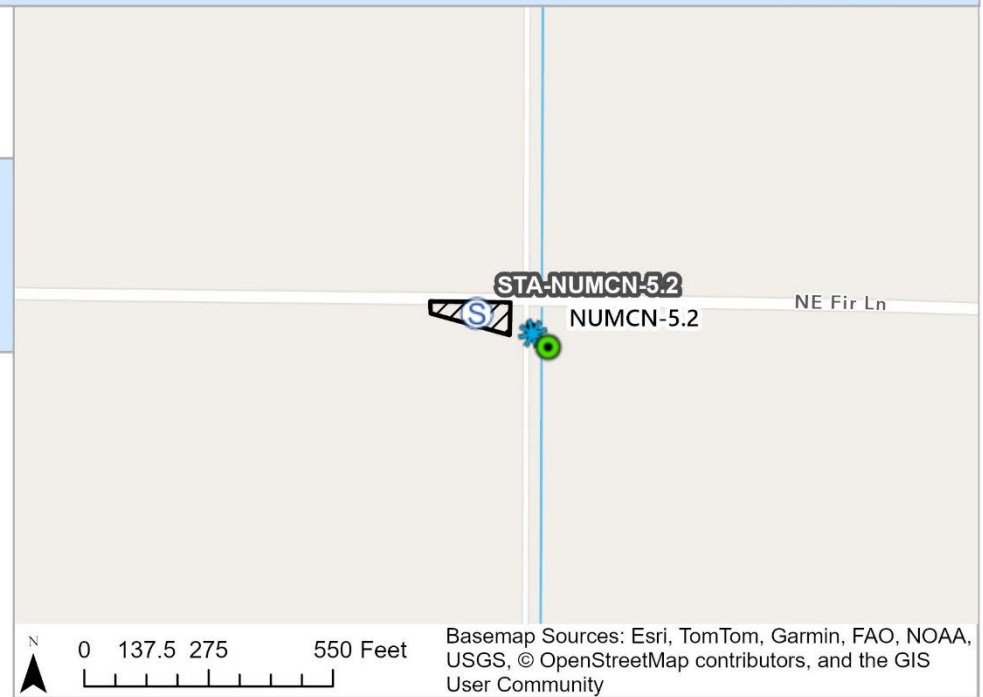 STA-NUMCN-5.2
NE Fir Ln
S
NUMCN-5.2
N
0 137.5 275 550 Feet
Basemap Sources: Esri, TomTom, Garmin, FAO, NOAA,
USGS, © OpenStreetMap contributors, and the GIS
User Community